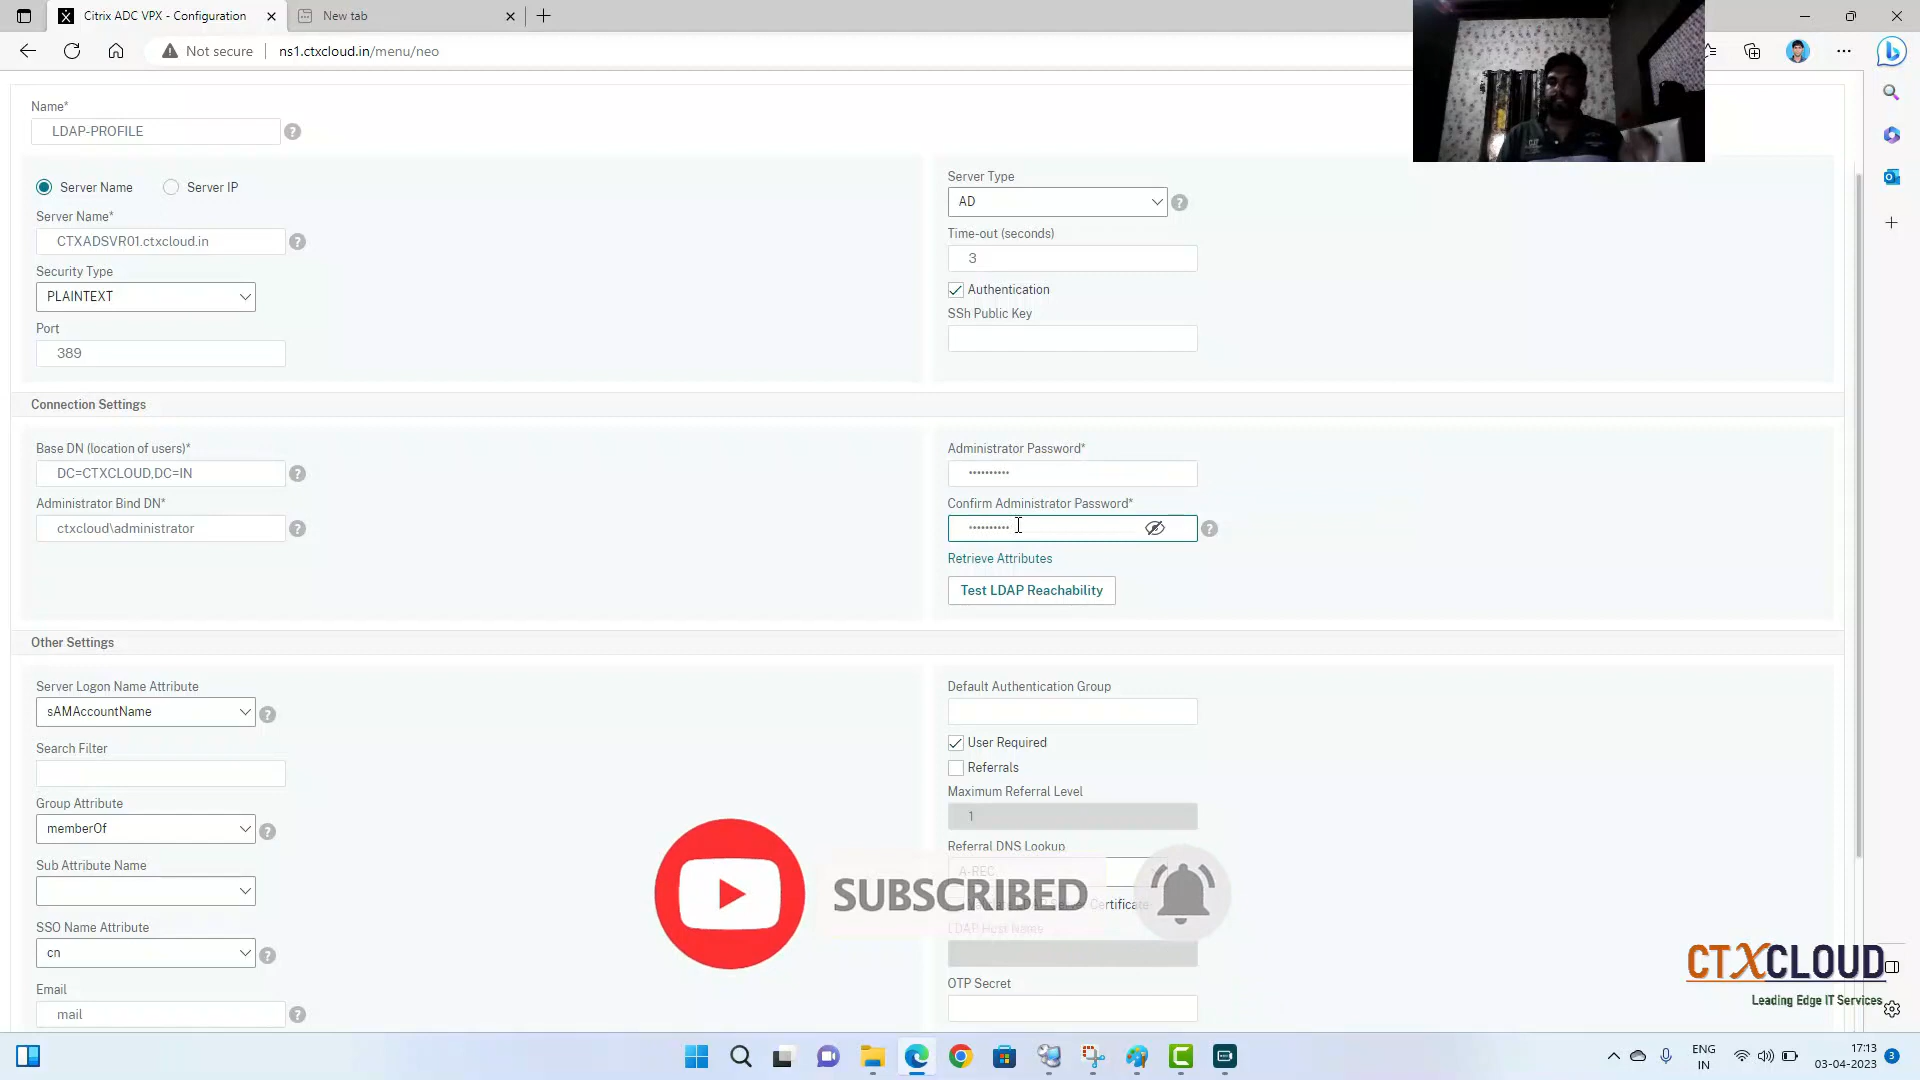 Citrix ADC VPX - Configuration
New tab
Not secure
ns1.ctxcloud.in/menu/neo
Name*
LDAP-PROFILE
Server Name
Server IP
Server Name*
CTXADSVR01.ctxcloud.in
Security Type
PLAINTEXT
Port
389
Server Type
AD
Time-out (seconds)
3
Authentication
SSh Public Key
Connection Settings
Base DN (location of users)*
DC=CTXCLOUD,DC=IN
Administrator Bind DN*
ctxcloud\administrator
Administrator Password*
••••••••••
Confirm Administrator Password*
••••••••••
Retrieve Attributes
Test LDAP Reachability
Other Settings
Server Logon Name Attribute
sAMAccountName
Search Filter
Group Attribute
memberOf
Sub Attribute Name
SSO Name Attribute
cn
Email
mail
Default Authentication Group
User Required
Referrals
Maximum Referral Level
1
Referral DNS Lookup
A-REC
Certificate
LDAP Host Name
OTP Secret
SUBSCRIBED
CTXCLOUD
Leading Edge IT Services
ENG
IN
17:13
03-04-2023
3